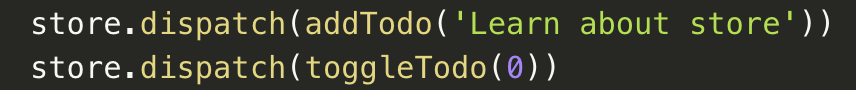 store.dispatch(addTodo('Learn about store'))
store.dispatch(toggleTodo(0))